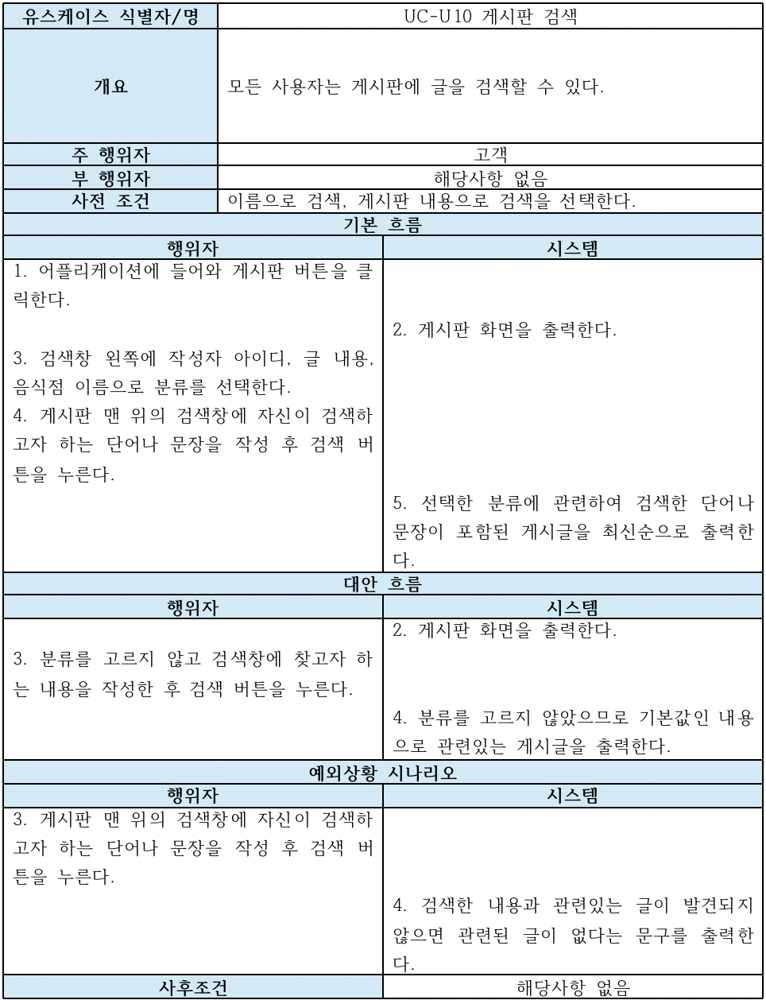 유스케이스 식별자/명
UC-U10 게시판 검색
개요
모든 사용자는 게시판에 글을 검색할 수 있다.
주 행위자
고객
부 행위자
해당사항 없음
사전 조건
이름으로 검색, 게시판 내용으로 검색을 선택한다.
기본 흐름
행위자
시스템
1. 어플리케이션에 들어와 게시판 버튼을 클
릭한다.
2. 게시판 화면을 출력한다.
3. 검색창 왼쪽에 작성자 아이디, 글 내용,
음식점 이름으로 분류를 선택한다.
4. 게시판 맨 위의 검색창에 자신이 검색하
고자 하는 단어나 문장을 작성 후 검색 버
튼을 누른다.
5. 선택한 분류에 관련하여 검색한 단어나
문장이 포함된 게시글을 최신순으로 출력한
다.
대안 흐름
행위자
시스템
2. 게시판 화면을 출력한다.
3. 분류를 고르지 않고 검색창에 찾고자 하
는 내용을 작성한 후 검색 버튼을 누른다.
4. 분류를 고르지 않았으므로 기본값인 내용
으로 관련있는 게시글을 출력한다.
예외상황 시나리오
행위자
시스템
3. 게시판 맨 위의 검색창에 자신이 검색하
고자 하는 단어나 문장을 작성 후 검색 버
튼을 누른다.
4. 검색한 내용과 관련있는 글이 발견되지
않으면 관련된 글이 없다는 문구를 출력한
다.
사후조건
해당사항 없음